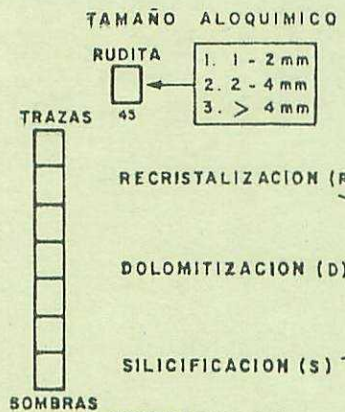 TAMAÑO ALOQUIMICO
RUDITA
1. 1 - 2 mm
2. 2 - 4 mm
3. > 4 mm
45
TRAZAS
RECRISTALIZACION (R
DOLOMITIZACION (D)
SILICIFICACION (S)
SOMBRAS